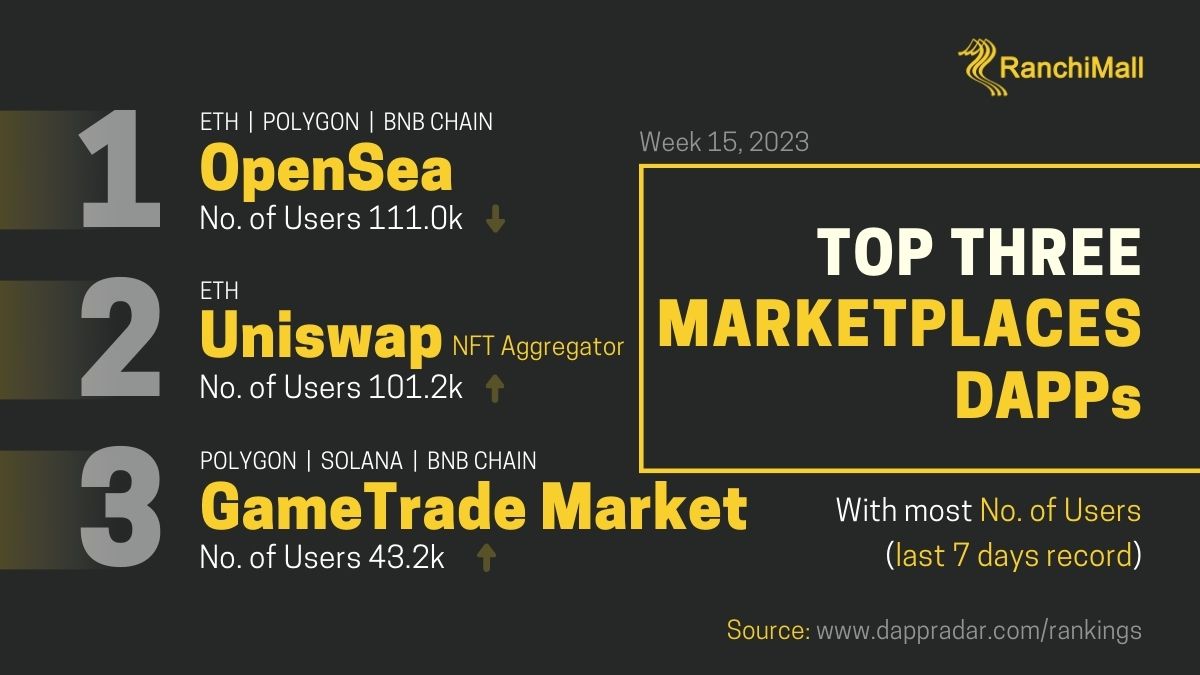 RanchiMall
Week 15, 2023
TOP THREE
MARKETPLACES
DAPPs
With most No. of Users
(last 7 days record)
1
ETH | POLYGON | BNB CHAIN
OpenSea
No. of Users 111.0k
2
ETH
Uniswap NFT Aggregator
No. of Users 101.2k
3
POLYGON | SOLANA | BNB CHAIN
GameTrade Market
No. of Users 43.2k
Source: www.dappradar.com/rankings